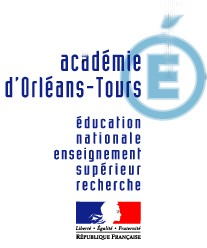 académie
d'Orléans-Tours
É
éducation
nationale
enseignement
supérieur
recherche
Liberté • Égalité • Fraternité
RÉPUBLIQUE FRANÇAISE